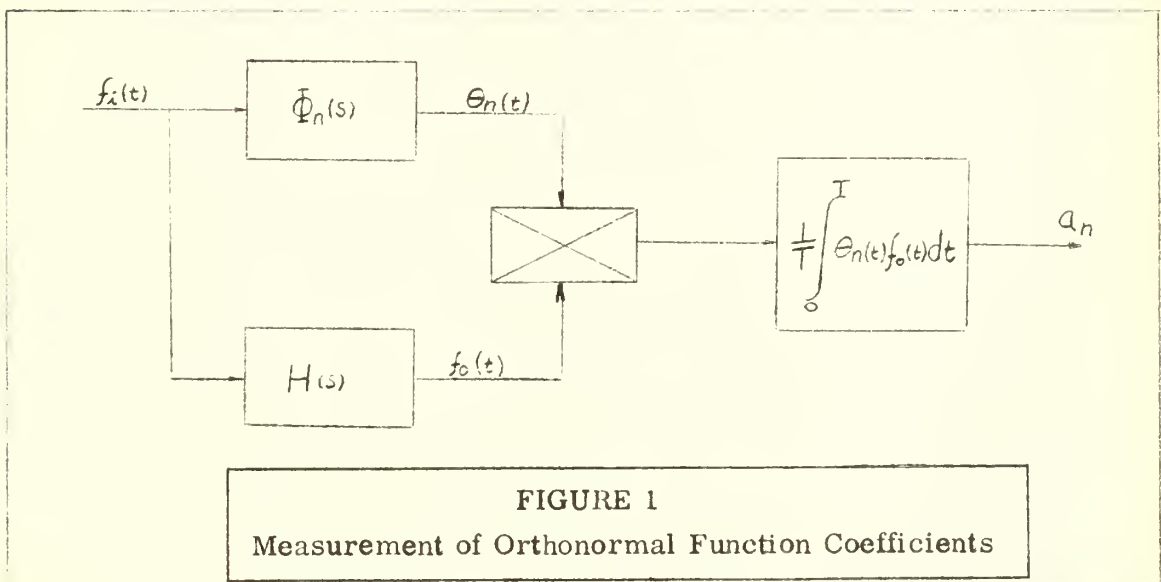 f_i(t)
Φ_n(s)
θ_n(t)
1/T ∫_0^T θ_n(t)f_o(t)dt
a_n
H(s)
f_o(t)
FIGURE 1
Measurement of Orthonormal Function Coefficients